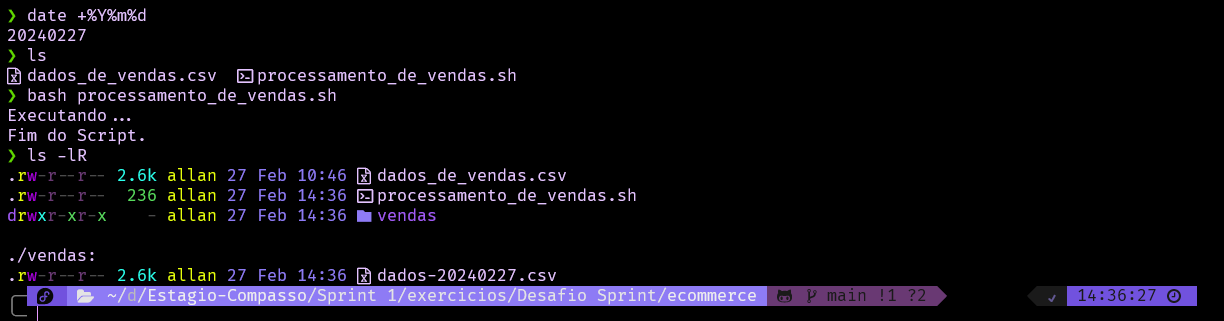 ❯ date +%Y%m%d
20240227
❯ ls
dados_de_vendas.csv processamento_de_vendas.sh
❯ bash processamento_de_vendas.sh
Executando...
Fim do Script.
❯ ls -lR
.rw-r--r-- 2.6k allan 27 Feb 10:46 dados_de_vendas.csv
.rw-r--r-- 236 allan 27 Feb 14:36 processamento_de_vendas.sh
drwxr-xr-x - allan 27 Feb 14:36 vendas
./vendas:
.rw-r--r-- 2.6k allan 27 Feb 14:36 dados-20240227.csv
~/d/Estagio-Compasso/Sprint 1/exercicios/Desafio Sprint/ecommerce main !1 ?2 ✓ 14:36:27